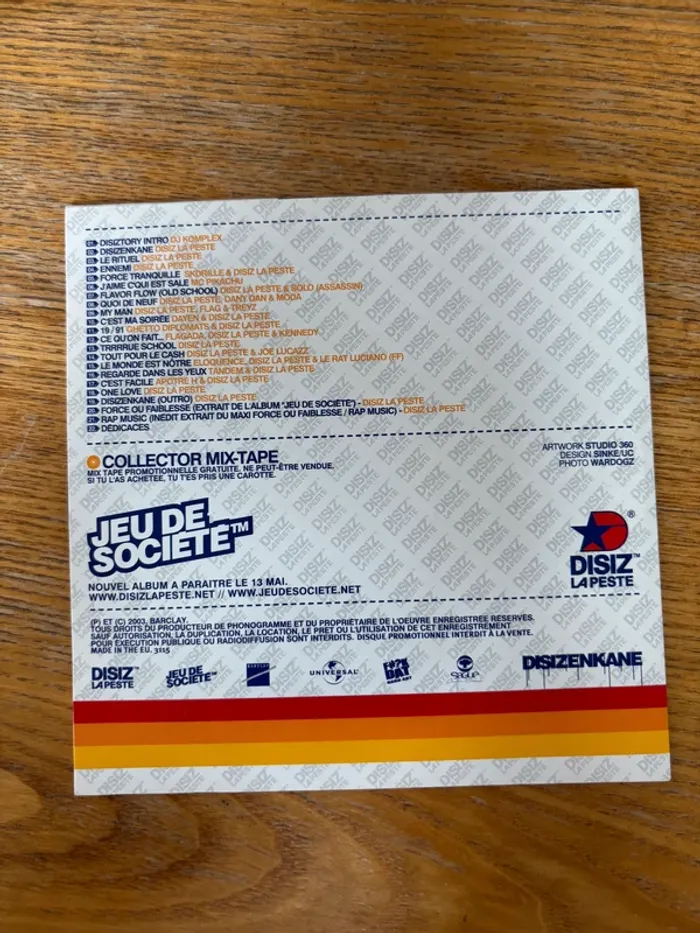 01. DISIZTORY INTRO DJ KOMPLEX
02. DISIZENKANE DISIZ LA PESTE
03. LE RITUEL DISIZ LA PESTE
04. ENNEMI DISIZ LA PESTE
05. FORCE TRANQUILLE SKDRILLE & DISIZ LA PESTE
06. J'AIME C'QUI EST SALE MC PIKACHU
07. FLAVOR FLOW (OLD SCHOOL) DISIZ LA PESTE & SOLO (ASSASSIN)
08. QUOI DE NEUF DISIZ LA PESTE, DANY DAN & MODA
09. MY MAN DISIZ LA PESTE, FLAG & TREYZ
10. C'EST MA SOIRÉE DAYEN & DISIZ LA PESTE
11. 19 / 91 GHETTO DIPLOMATS & DISIZ LA PESTE
12. CE QU'ON FAIT... FLAGADA, DISIZ LA PESTE & KENNEDY
13. TRRRRUE SCHOOL DISIZ LA PESTE
14. TOUT POUR LE CASH DISIZ LA PESTE & JOE LUCAZZ
15. LE MONDE EST NÔTRE ELOQUENCE, DISIZ LA PESTE & LE RAT LUCIANO (FF)
16. REGARDE DANS LES YEUX TANDEM & DISIZ LA PESTE
17. C'EST FACILE APOTRE H & DISIZ LA PESTE
18. ONE LOVE DISIZ LA PESTE
19. DISIZENKANE (OUTRO) DISIZ LA PESTE
20. FORCE OU FAIBLESSE (EXTRAIT DE L'ALBUM "JEU DE SOCIÉTÉ") - DISIZ LA PESTE
21. RAP MUSIC (INEDIT EXTRAIT DU MAXI FORCE OU FAIBLESSE / RAP MUSIC) - DISIZ LA PESTE
22. DÉDICACES
COLLECTOR MIX-TAPE
MIX TAPE PROMOTIONNELLE GRATUITE. NE PEUT-ÊTRE VENDUE.
SI TU L'AS ACHETÉE, TU T'ES PRIS UNE CAROTTE.
ARTWORK STUDIO 360
DESIGN SINKE/UC
PHOTO WARDOGZ
JEU DE
SOCIÉTÉ™
®
DISIZ™
LA PESTE
NOUVEL ALBUM A PARAITRE LE 13 MAI.
WWW.DISIZLAPESTE.NET // WWW.JEUDESOCIETE.NET
(P) ET (C) 2003, BARCLAY.
TOUS DROITS DU PRODUCTEUR DE PHONOGRAMME ET DU PROPRIETAIRE DE L'OEUVRE ENREGISTREE RESERVES.
SAUF AUTORISATION, LA DUPLICATION, LA LOCATION, LE PRET OU L'UTILISATION DE CET ENREGISTREMENT
POUR EXECUTION PUBLIQUE OU RADIODIFFUSION SONT INTERDITS. DISQUE PROMOTIONNEL INTERDIT À LA VENTE.
MADE IN THE EU. 3115
DISIZ™
LA PESTE
JEU DE
SOCIÉTÉ™
BARCLAY
UNIVERSAL
F#?K
DAT
DISIZENKANE